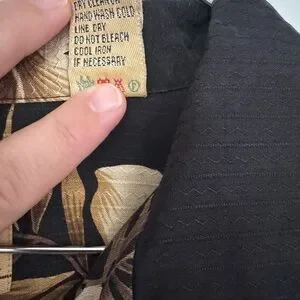 DRY CLEAN OR
HAND WASH COLD
LINE DRY
DO NOT BLEACH
COOL IRON
IF NECESSARY
P